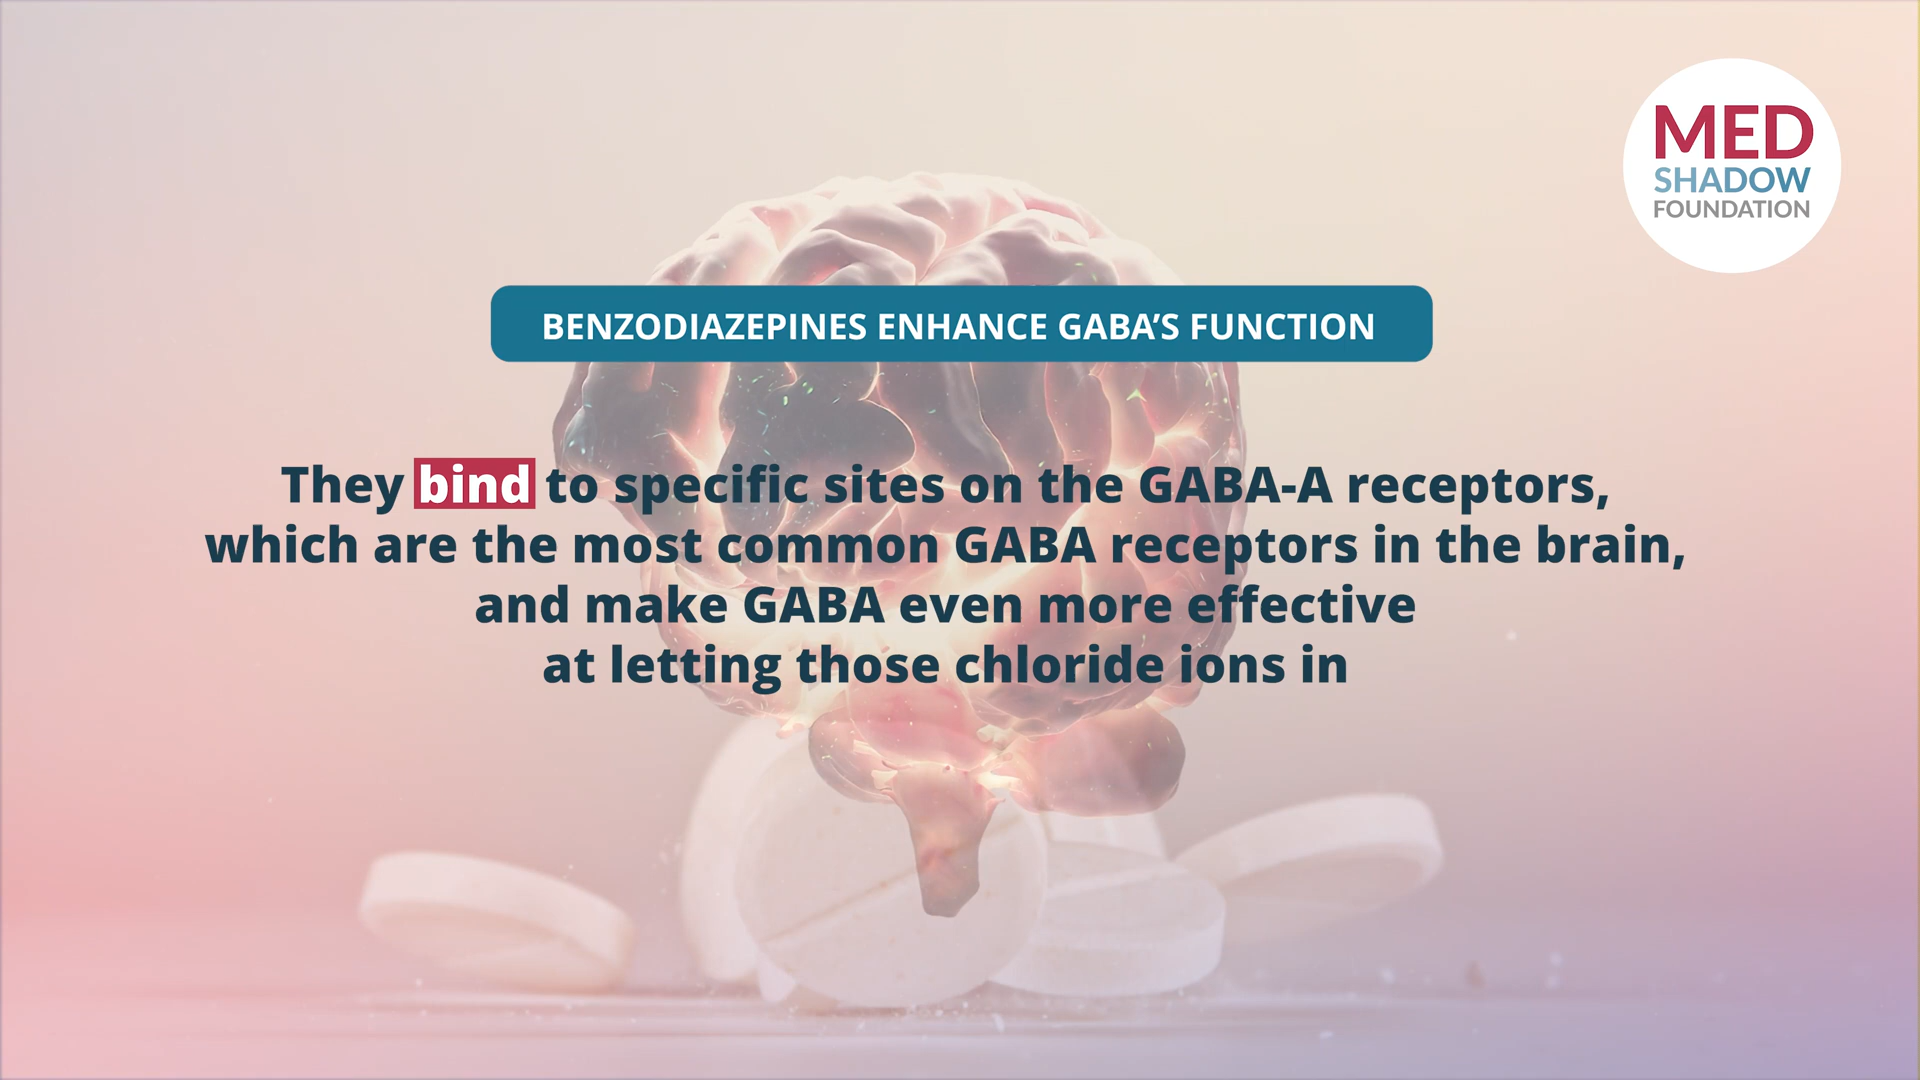 MED
SHADOW
FOUNDATION
BENZODIAZEPINES ENHANCE GABA’S FUNCTION
They bind to specific sites on the GABA-A receptors,
which are the most common GABA receptors in the brain,
and make GABA even more effective
at letting those chloride ions in